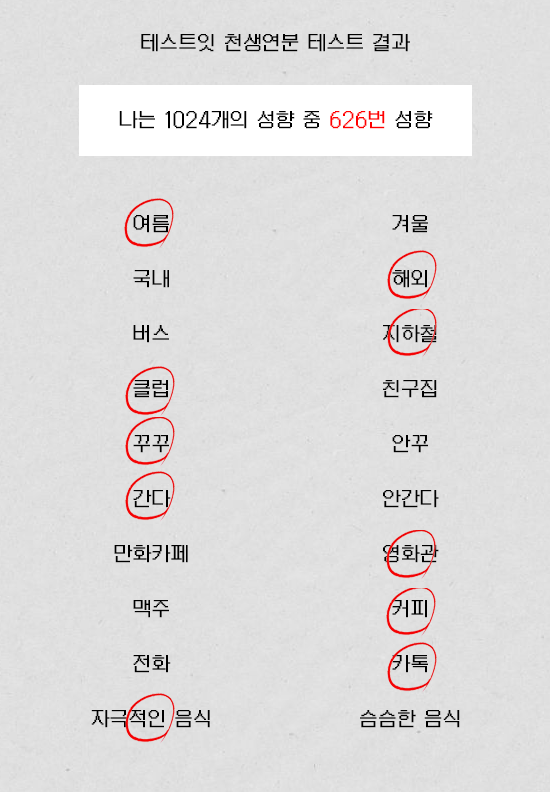 테스트잇 천생연분 테스트 결과
나는 1024개의 성향 중 626번 성향
여름 겨울
국내 해외
버스 지하철
클럽 친구집
꾸꾸 안꾸
간다 안간다
만화카페 영화관
맥주 커피
전화 카톡
자극적인 음식 슴슴한 음식